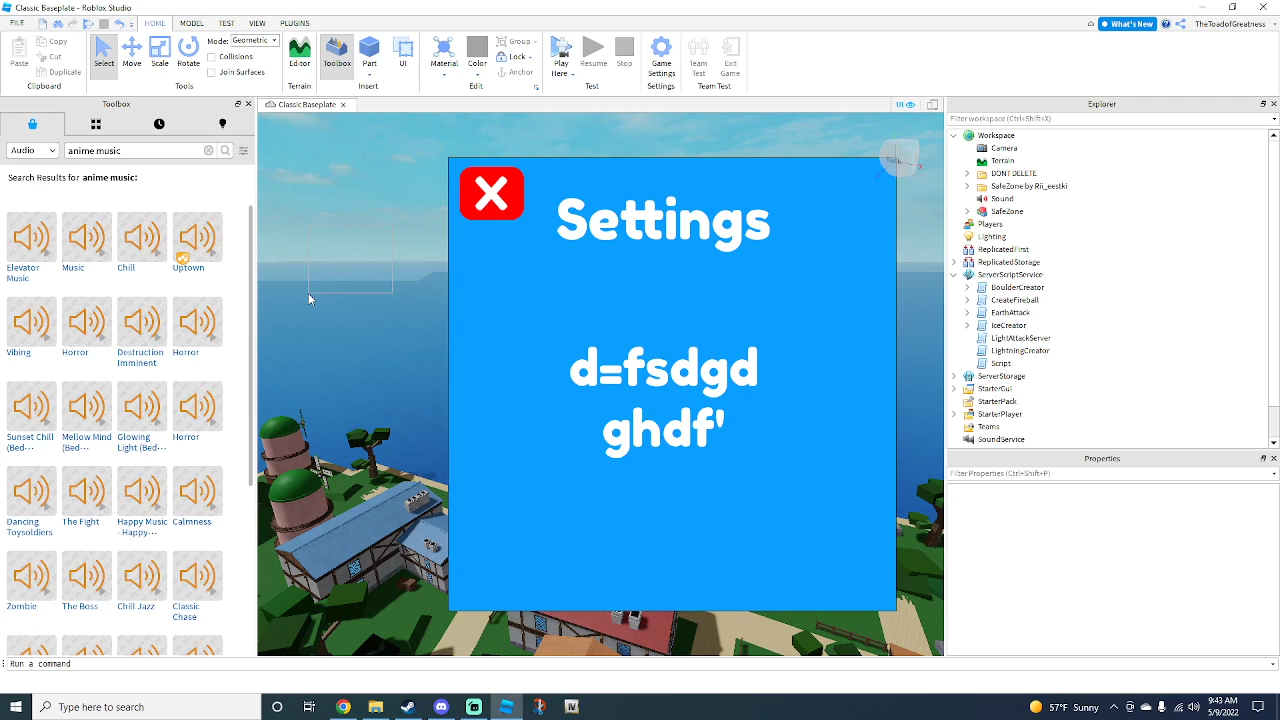 Classic Baseplate - Roblox Studio
FILE
HOME
MODEL
TEST
VIEW
PLUGINS
What's New
TheToadofGreatness
Paste
Copy
Cut
Duplicate
Clipboard
Select
Move
Scale
Rotate
Mode: Geometric
Collisions
Join Surfaces
Tools
Editor
Terrain
Toolbox
Part
UI
Insert
Material
Color
Group
Lock
Anchor
Edit
Play Here
Resume
Stop
Test
Game Settings
Settings
Team Test
Exit Game
Team Test
Toolbox
Audio
anime music
Search Results for anime music:
Elevator Music
Music
Chill
Uptown
Vibing
Horror
Destruction Imminent
Horror
Sunset Chill (Bed···
Mellow Mind (Bed···
Glowing Light (Bed···
Horror
Dancing Toysoldiers
The Fight
Happy Music - Happy···
Calmness
Zombie
The Boss
Chill Jazz
Classic Chase
Classic Baseplate
UI
Settings
d=fsdgd
ghdf'
Explorer
Filter workspace (Ctrl+Shift+X)
Workspace
Camera
Terrain
DONT DELETE
SafeZone by Rii_eestki
Sound
SafeZone
Players
Lighting
ReplicatedFirst
ReplicatedStorage
ServerScriptService
BoulderCreator
CreateFireball
EarthAttack
IceCreator
LightAttackServer
LightningCreator
Script
ServerStorage
StarterGui
StarterPack
StarterPlayer
Teams
SoundService
Properties
Filter Properties (Ctrl+Shift+P)
Run a command
Type here to search
IV
57°F Sunny
9:43 AM
5/9/2022